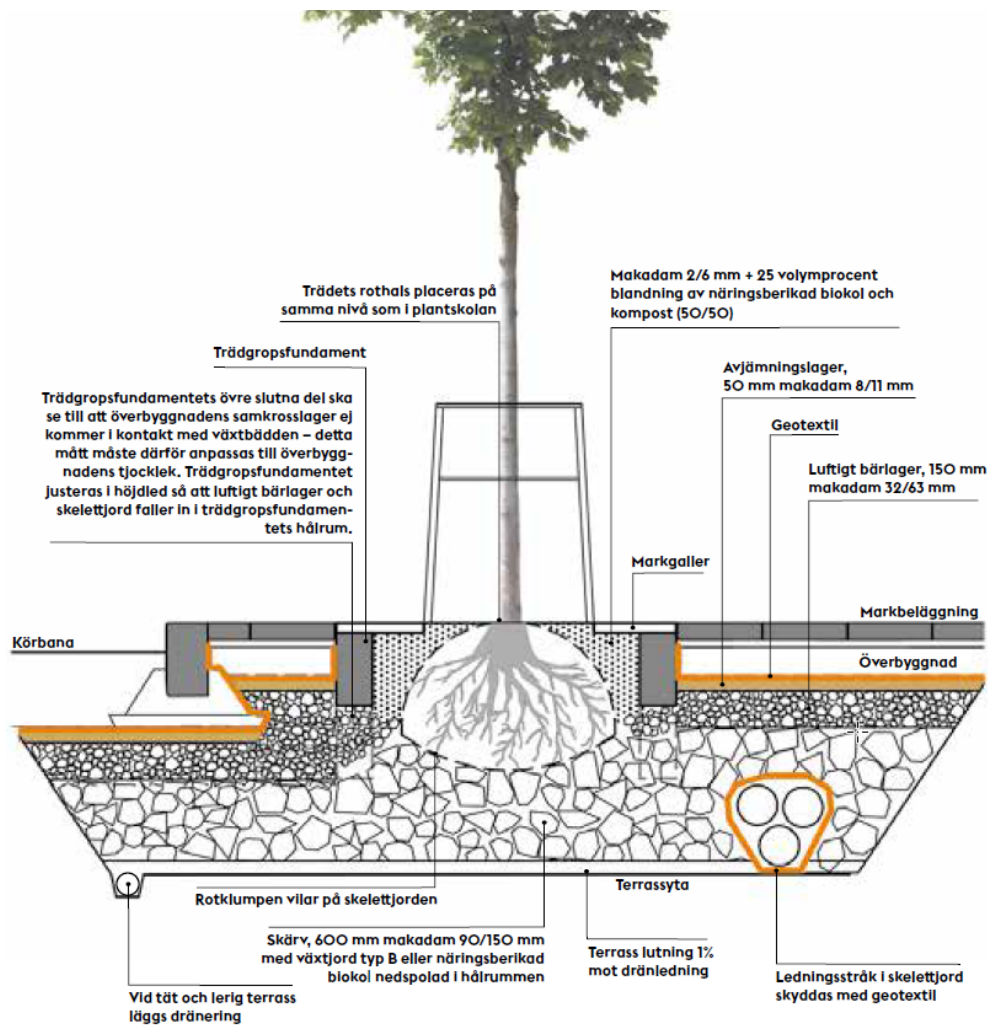 Trädets rothals placeras på
samma nivå som i plantskolan
Makadam 2/6 mm + 25 volymprocent
blandning av näringsberikad biokol och
kompost (50/50)
Trädgropsfundament
Avjämningslager,
50 mm makadam 8/11 mm
Trädgropsfundamentets övre slutna del ska
se till att överbyggnadens samkrosslager ej
kommer i kontakt med växtbädden – detta
mått måste därför anpassas till överbygg-
nadens tjocklek. Trädgropsfundamentet
justeras i höjdled så att luftigt bärlager och
skelettjord faller in i trädgropsfundamen-
tets hålrum.
Geotextil
Luftigt bärlager, 150 mm
makadam 32/63 mm
Markgaller
Markbeläggning
Körbana
Överbyggnad
Terrassyta
Rotklumpen vilar på skelettjorden
Skärv, 600 mm makadam 90/150 mm
med växtjord typ B eller näringsberikad
biokol nedspolad i hålrummen
Terrass lutning 1%
mot dränledning
Ledningsstråk i skelettjord
skyddas med geotextil
Vid tät och lerig terrass
läggs dränering